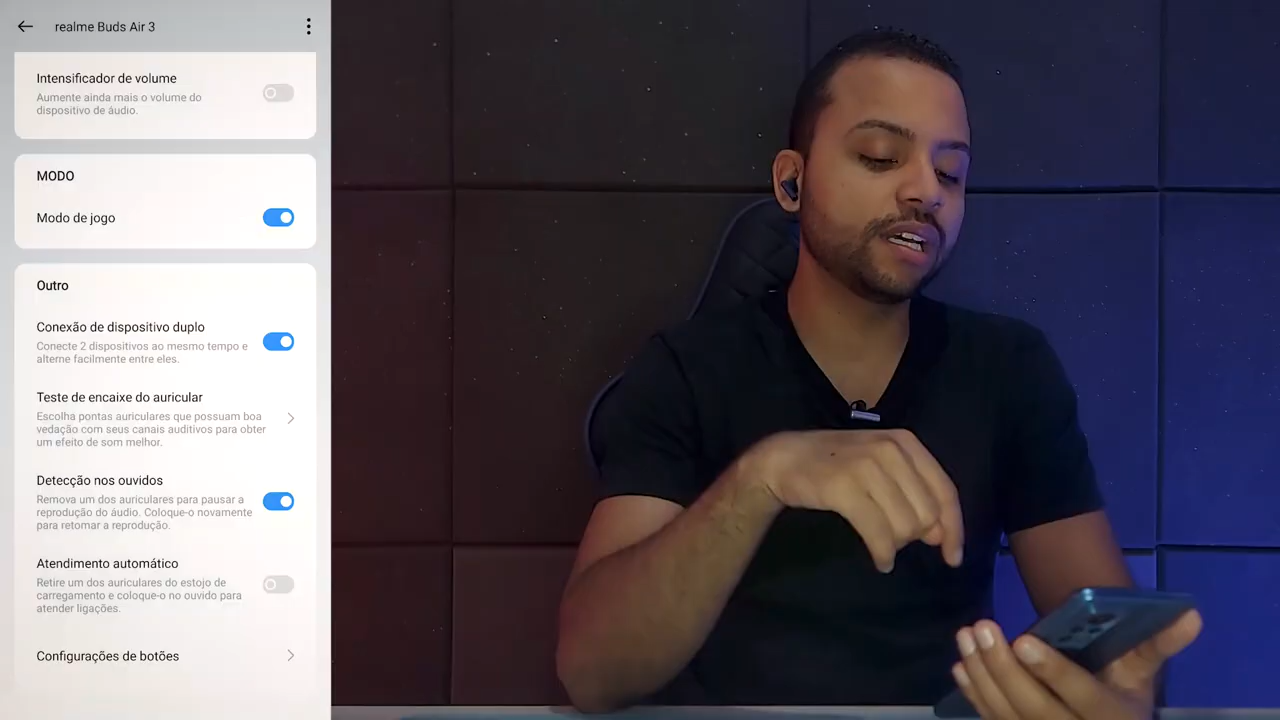 realme Buds Air 3
Intensificador de volume
Aumente ainda mais o volume do
dispositivo de áudio.
MODO
Modo de jogo
Outro
Conexão de dispositivo duplo
Conecte 2 dispositivos ao mesmo tempo e
alterne facilmente entre eles.
Teste de encaixe do auricular
Escolha pontas auriculares que possuam boa
vedação com seus canais auditivos para obter
um efeito de som melhor.
Detecção nos ouvidos
Remova um dos auriculares para pausar a
reprodução do áudio. Coloque-o novamente
para retomar a reprodução.
Atendimento automático
Retire um dos auriculares do estojo de
carregamento e coloque-o no ouvido para
atender ligações.
Configurações de botões